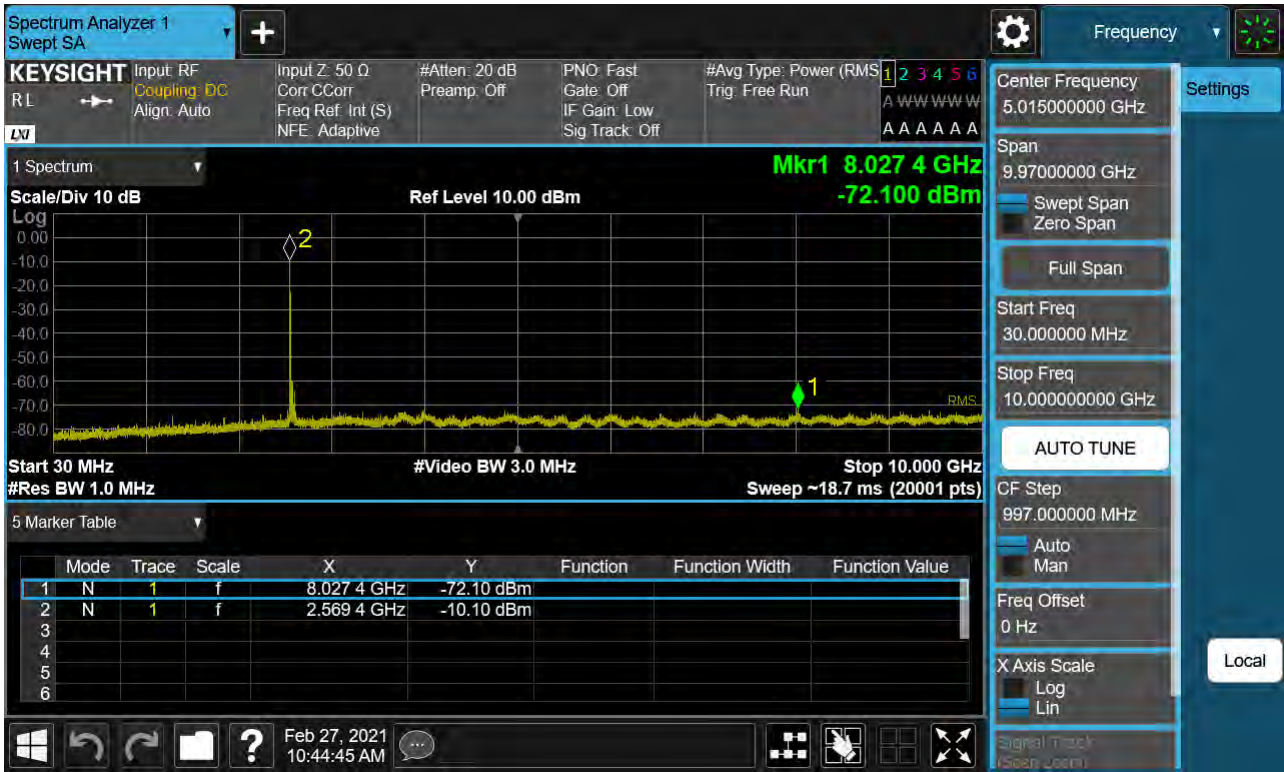 Spectrum Analyzer 1
Swept SA
Frequency
KEYSIGHT
RL
LXI
Input: RF
Coupling: DC
Align: Auto
Input Z: 50 Ω
Corr CCorr
Freq Ref: Int (S)
NFE: Adaptive
#Atten: 20 dB
Preamp: Off
PNO: Fast
Gate: Off
IF Gain: Low
Sig Track: Off
#Avg Type: Power (RMS
Trig: Free Run
1 2 3 4 5 6
A W W W W W
A A A A A A
1 Spectrum
Mkr1 8.027 4 GHz
-72.100 dBm
Scale/Div 10 dB
Ref Level 10.00 dBm
Log
0.00
-10.0
-20.0
-30.0
-40.0
-50.0
-60.0
-70.0
-80.0
2
1
RMS
Start 30 MHz
#Video BW 3.0 MHz
Stop 10.000 GHz
#Res BW 1.0 MHz
Sweep ~18.7 ms (20001 pts)
5 Marker Table
Mode Trace Scale X Y Function Function Width Function Value
1 N 1 f 8.027 4 GHz -72.10 dBm
2 N 1 f 2.569 4 GHz -10.10 dBm
3
4
5
6
Feb 27, 2021
10:44:45 AM
Center Frequency
5.015000000 GHz
Span
9.97000000 GHz
Swept Span
Zero Span
Full Span
Start Freq
30.000000 MHz
Stop Freq
10.000000000 GHz
AUTO TUNE
CF Step
997.000000 MHz
Auto
Man
Freq Offset
0 Hz
X Axis Scale
Log
Lin
Signal Track
(Span Zoom)
Settings
Local